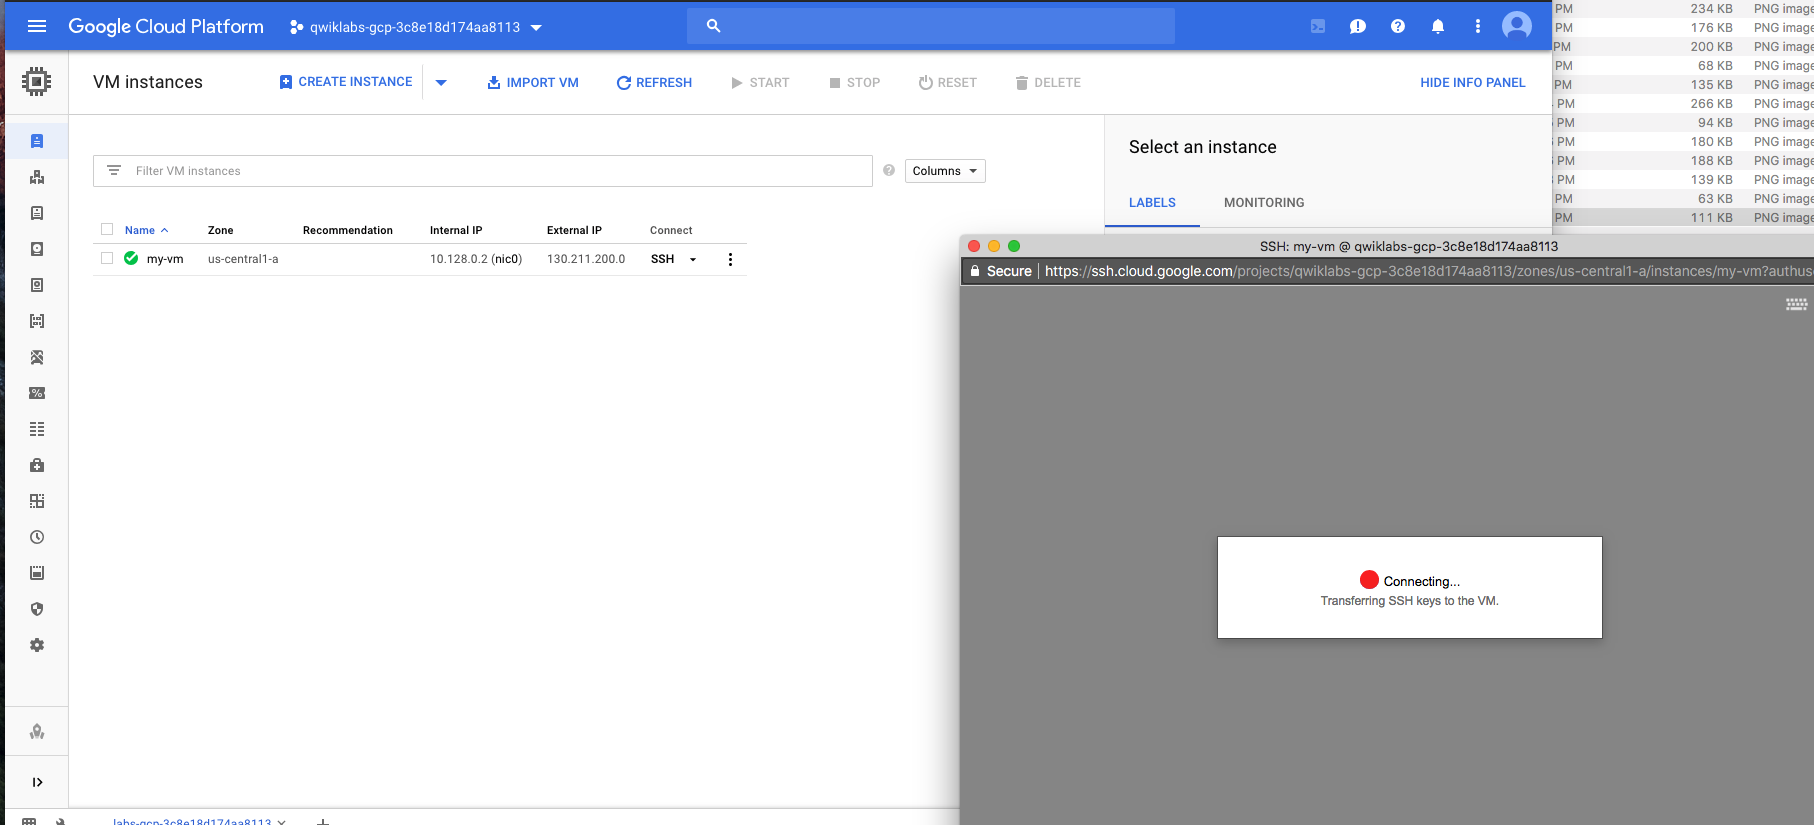 Google Cloud Platform
qwiklabs-gcp-3c8e18d174aa8113
VM instances
CREATE INSTANCE
IMPORT VM
REFRESH
START
STOP
RESET
DELETE
HIDE INFO PANEL
Filter VM instances
Columns
Select an instance
LABELS
MONITORING
Name Zone Recommendation Internal IP External IP Connect
my-vm us-central1-a 10.128.0.2 (nic0) 130.211.200.0 SSH
PM 234 KB PNG image
PM 176 KB PNG image
PM 200 KB PNG image
PM 68 KB PNG image
PM 135 KB PNG image
PM 266 KB PNG image
PM 94 KB PNG image
PM 180 KB PNG image
PM 188 KB PNG image
PM 139 KB PNG image
PM 63 KB PNG image
PM 111 KB PNG image
SSH: my-vm @ qwiklabs-gcp-3c8e18d174aa8113
Secure https://ssh.cloud.google.com/projects/qwiklabs-gcp-3c8e18d174aa8113/zones/us-central1-a/instances/my-vm?authus
Connecting...
Transferring SSH keys to the VM.
labs-gcp-3c8e18d174aa8113